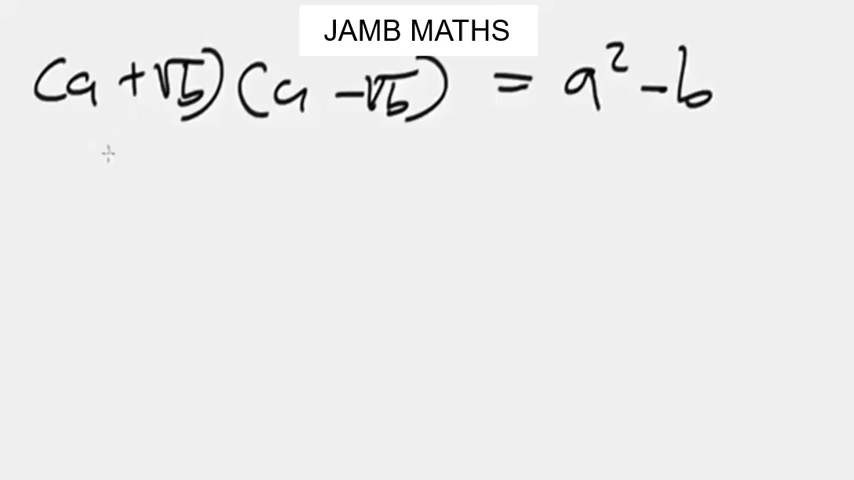 JAMB MATHS
(a + √b)(a - √b) = a² - b